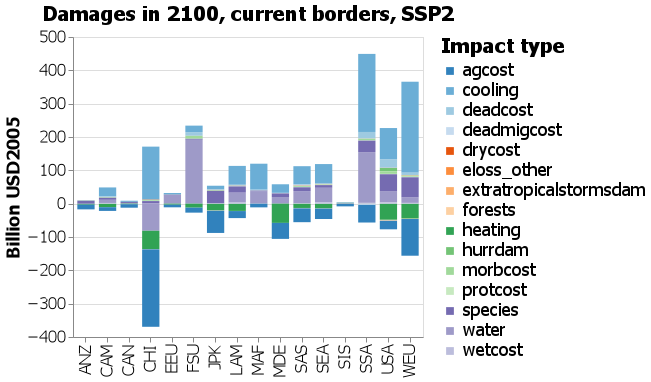 Damages in 2100, current borders, SSP2
Billion USD2005
500
400
300
200
100
0
−100
−200
−300
−400
ANZ
CAM
CAN
CHI
EEU
FSU
JPK
LAM
MAF
MDE
SAS
SEA
SIS
SSA
USA
WEU
Impact type
agcost
cooling
deadcost
deadmigcost
drycost
eloss_other
extratropicalstormsdam
forests
heating
hurrdam
morbcost
protcost
species
water
wetcost